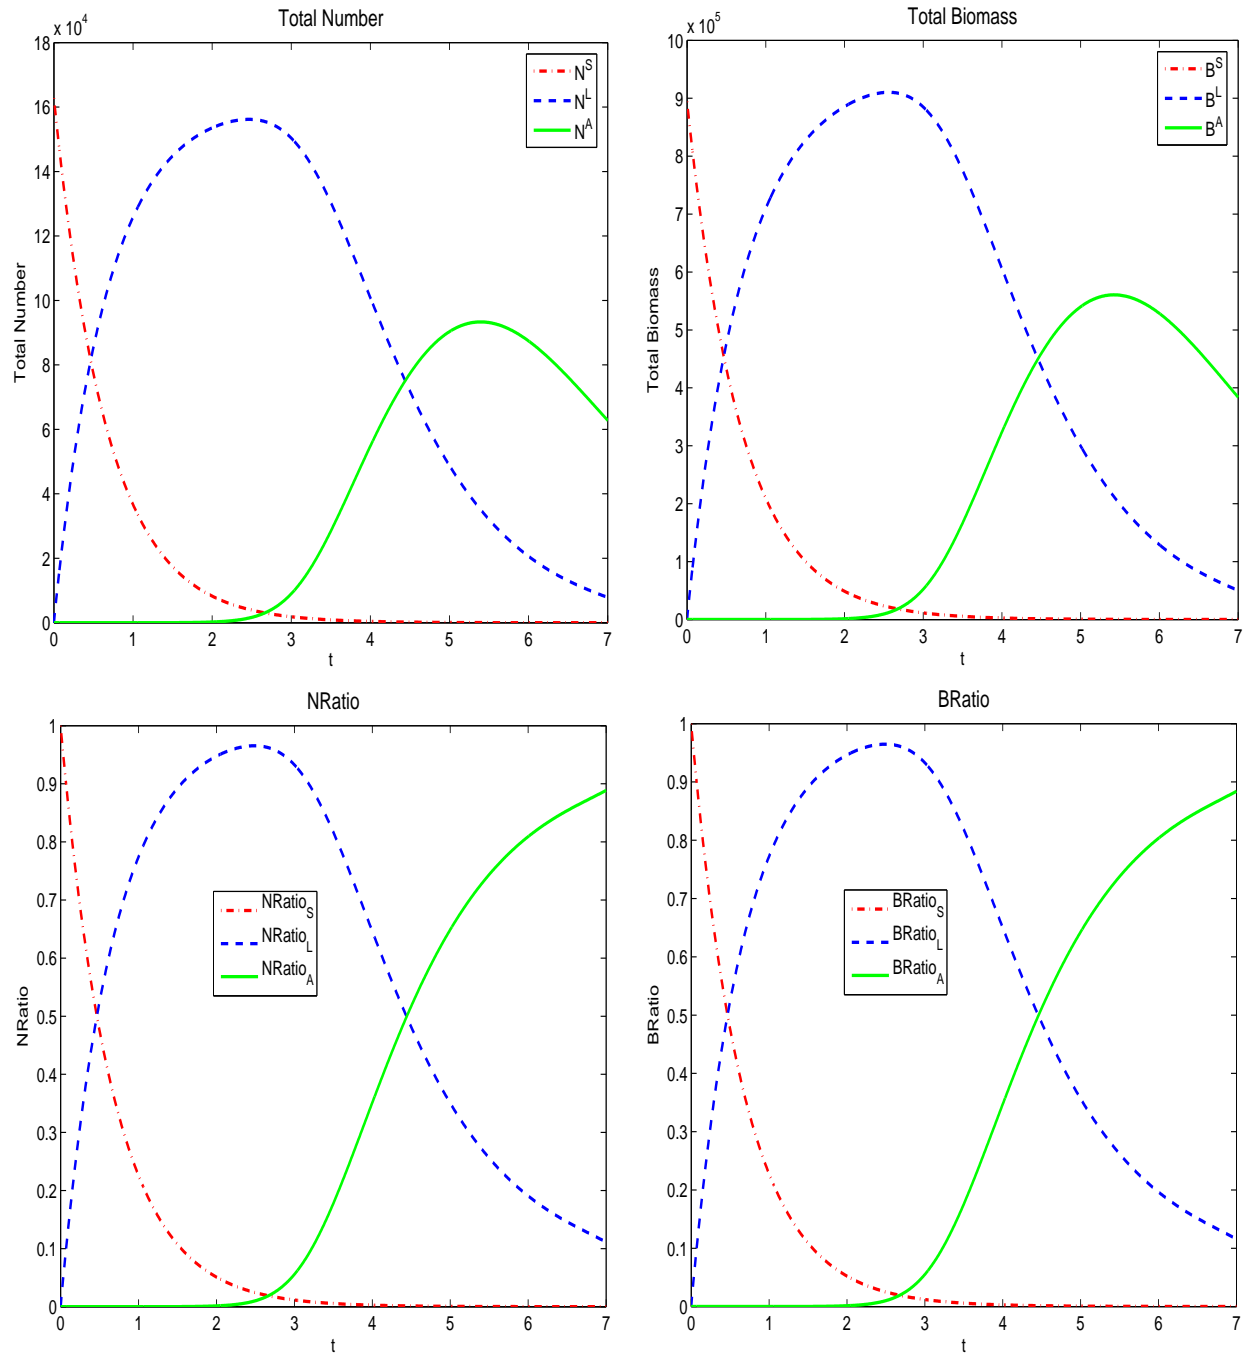 Total Number
x 10^4
18
16
14
12
10
8
6
4
2
0
0 1 2 3 4 5 6 7
Total Number
t
N^S
N^L
N^A
Total Biomass
x 10^5
10
9
8
7
6
5
4
3
2
1
0
0 1 2 3 4 5 6 7
Total Biomass
t
B^S
B^L
B^A
NRatio
1
0.9
0.8
0.7
0.6
0.5
0.4
0.3
0.2
0.1
0
0 1 2 3 4 5 6 7
NRatio
t
NRatio_S
NRatio_L
NRatio_A
BRatio
1
0.9
0.8
0.7
0.6
0.5
0.4
0.3
0.2
0.1
0
0 1 2 3 4 5 6 7
BRatio
t
BRatio_S
BRatio_L
BRatio_A